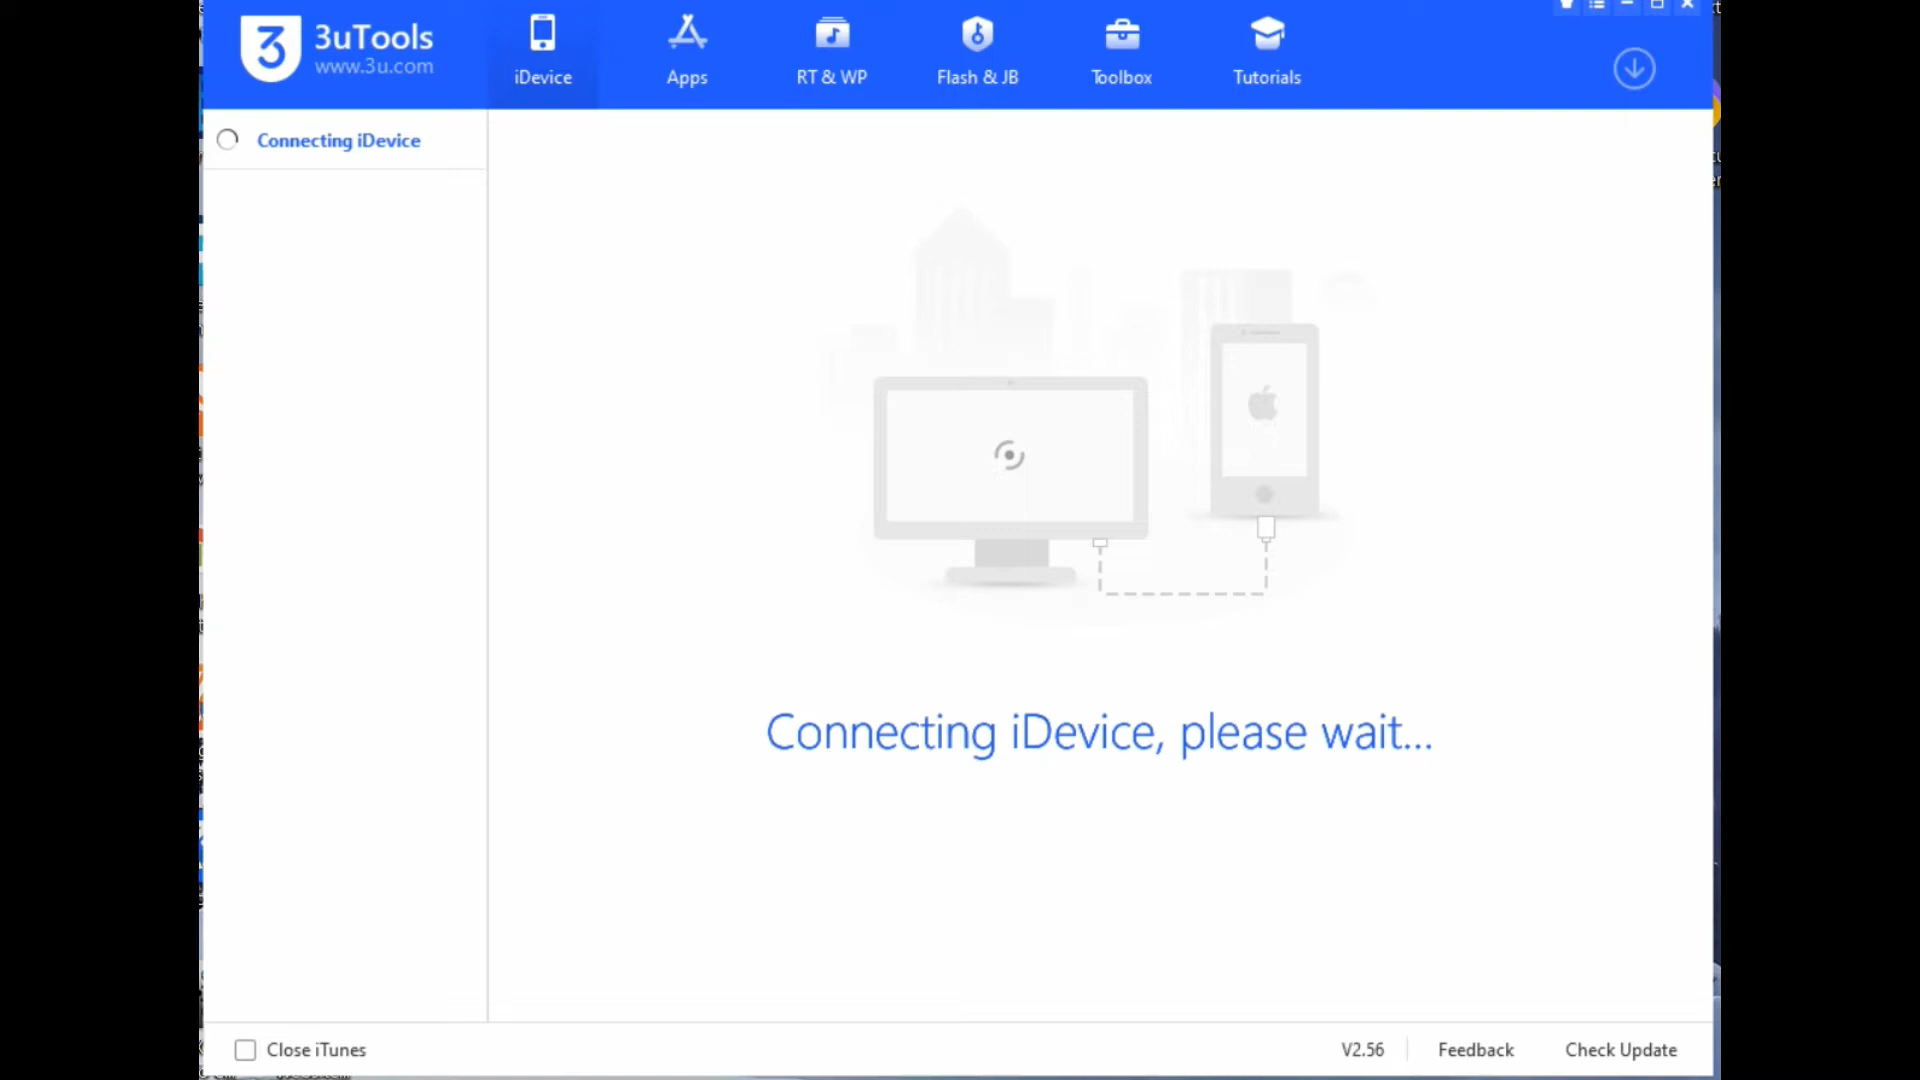 3uTools
www.3u.com
iDevice
Apps
RT & WP
Flash & JB
Toolbox
Tutorials
Connecting iDevice
Connecting iDevice, please wait...
Close iTunes
V2.56
Feedback
Check Update